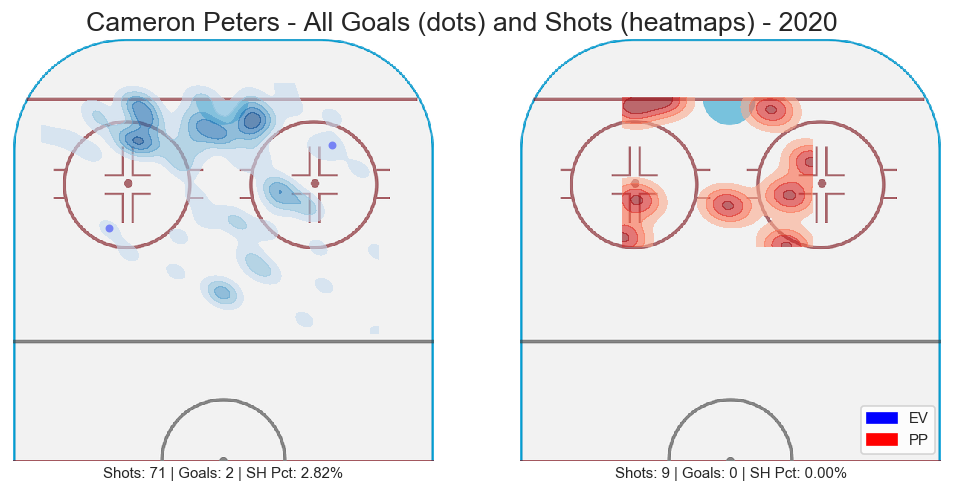 Cameron Peters - All Goals (dots) and Shots (heatmaps) - 2020
EV
PP
Shots: 71 | Goals: 2 | SH Pct: 2.82%
Shots: 9 | Goals: 0 | SH Pct: 0.00%